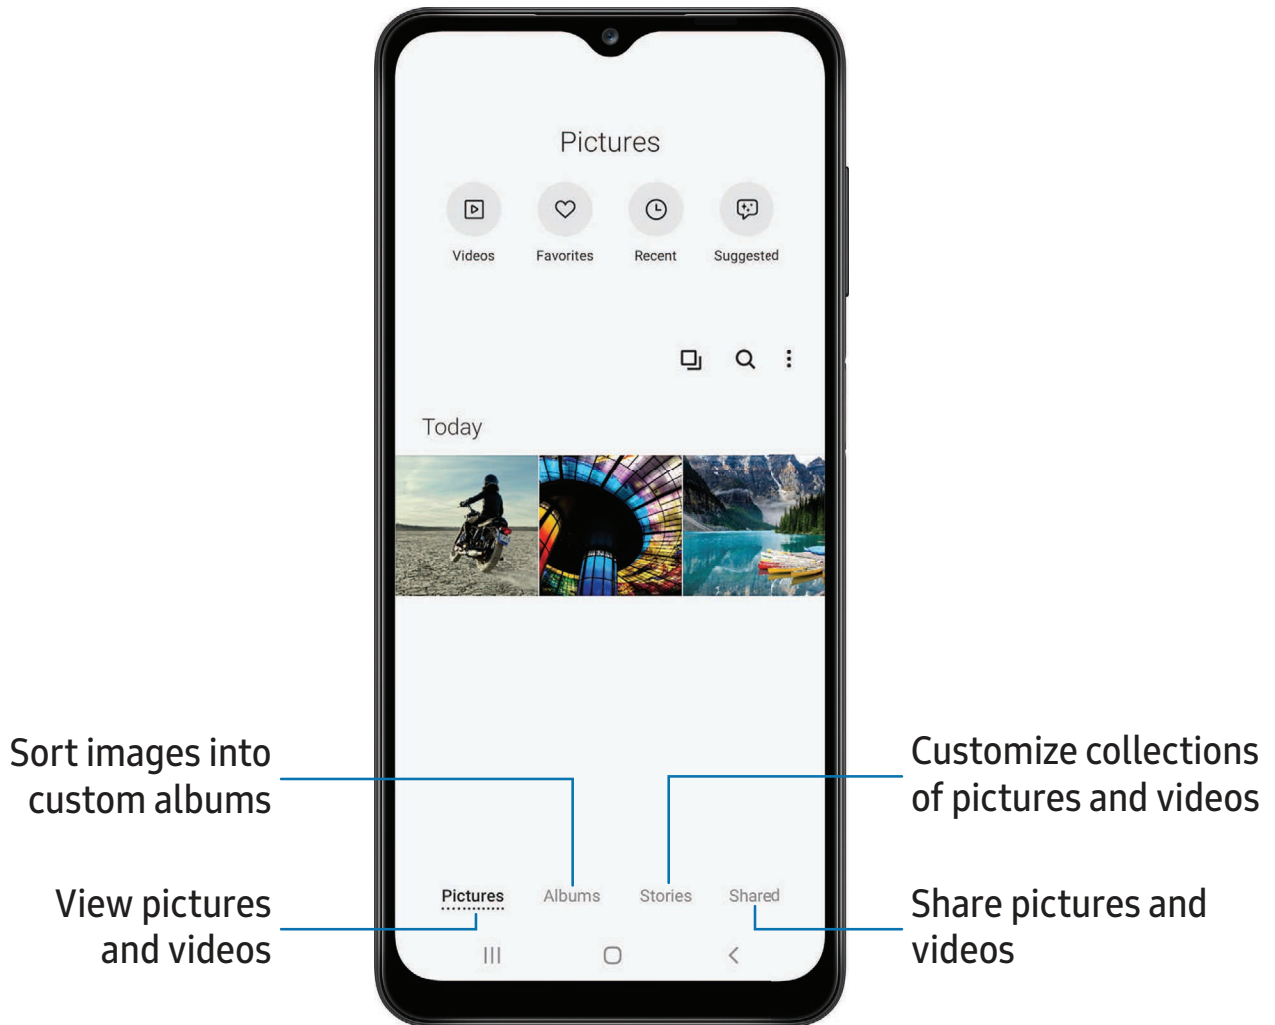 Pictures
Videos Favorites Recent Suggested
Today
Sort images into
custom albums
Customize collections
of pictures and videos
Pictures Albums Stories Shared
View pictures
and videos
Share pictures and
videos